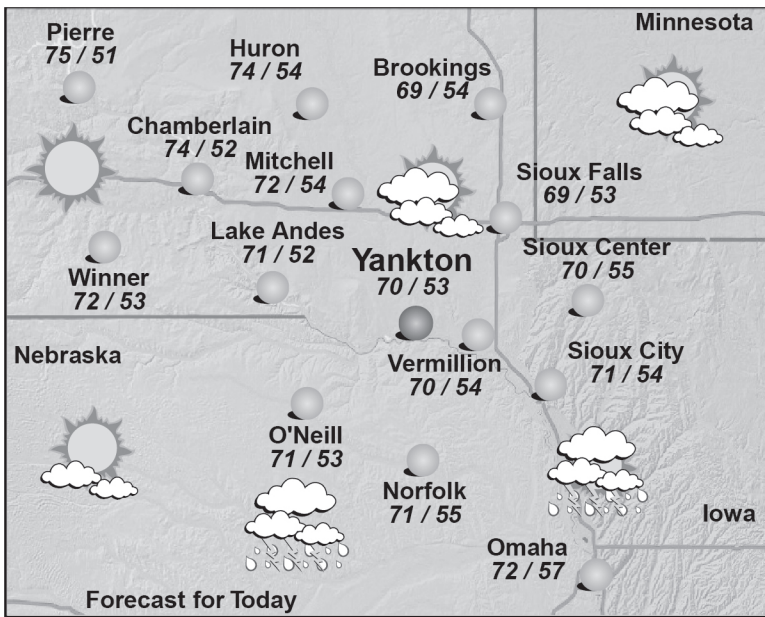 Minnesota
Pierre
75 / 51
Huron
74 / 54
Brookings
69 / 54
Chamberlain
74 / 52
Mitchell
72 / 54
Sioux Falls
69 / 53
Lake Andes
71 / 52
Yankton
70 / 53
Sioux Center
70 / 55
Winner
72 / 53
Nebraska
Vermillion
70 / 54
Sioux City
71 / 54
O'Neill
71 / 53
Norfolk
71 / 55
Iowa
Omaha
72 / 57
Forecast for Today